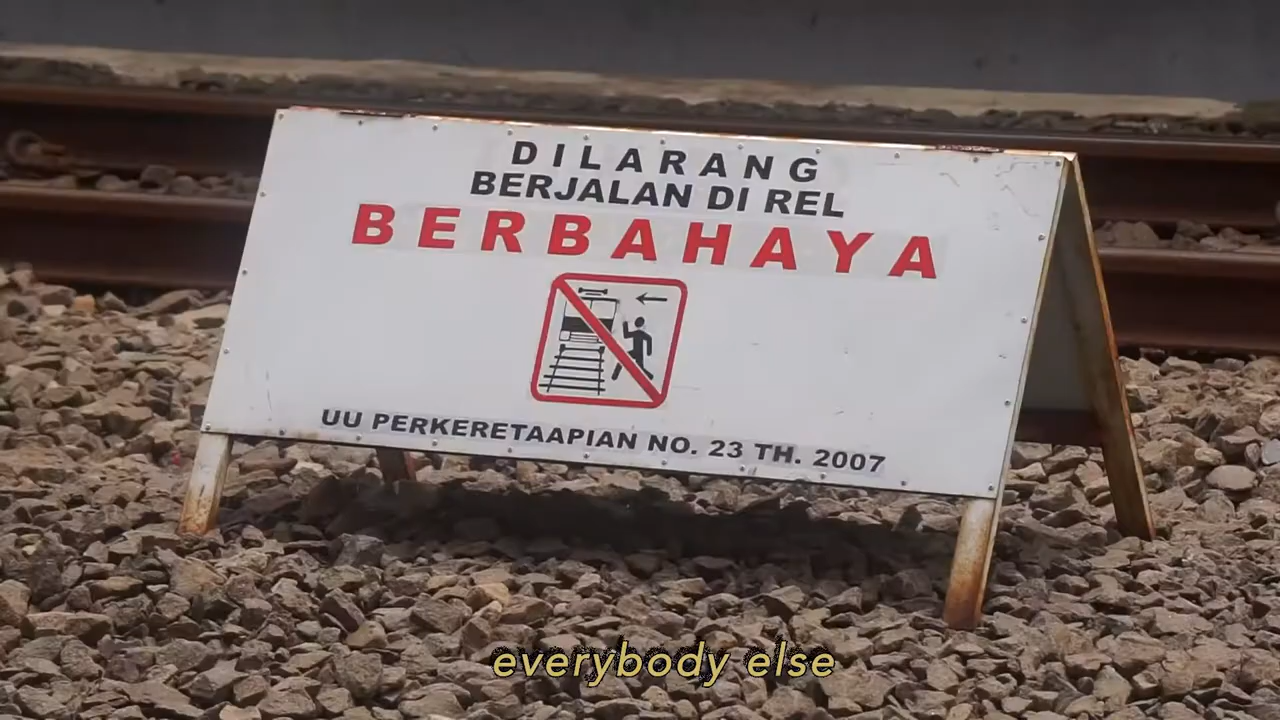 DILARANG
BERJALAN DI REL
BERBAHAYA
UU PERKERETAAPIAN NO. 23 TH. 2007
everybody else